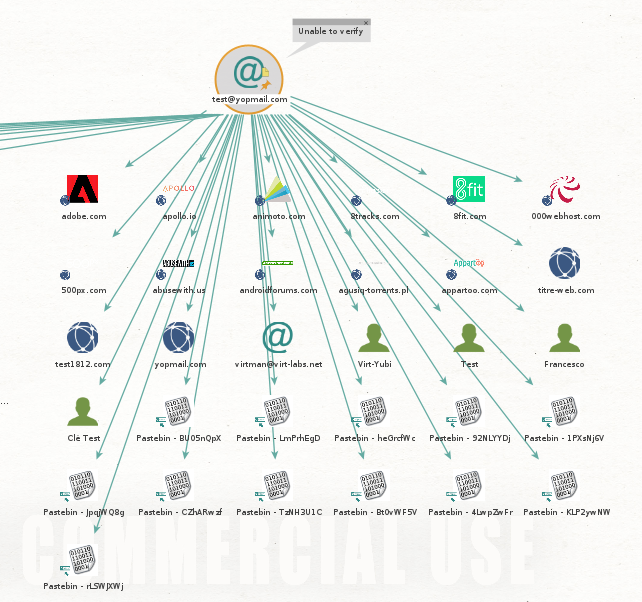 Unable to verify
test@yopmail.com
adobe.com
APOLLO
apollo.io
animoto.com
8tracks.com
8fit
8fit.com
000webhost.com
500px.com
abusewith.us
androidforums.com
agusiq-torrents.pl
appartoo.com
titre-web.com
test1812.com
yopmail.com
virtman@virt-labs.net
Virt-Yubi
Test
Francesco
...
Clé Test
Pastebin - BU05nQpX
Pastebin - LmPrhEgD
Pastebin - heGrcfWc
Pastebin - 92NLYYDj
Pastebin - 1PXsNj6V
Pastebin - JpqjWQ8g
Pastebin - CZhARwzf
Pastebin - TzNH3U1C
Pastebin - Bt0vWF5V
Pastebin - 4LwpZwFr
Pastebin - KLP2ywNW
COMMERCIAL USE
Pastebin - rLSWJXWj